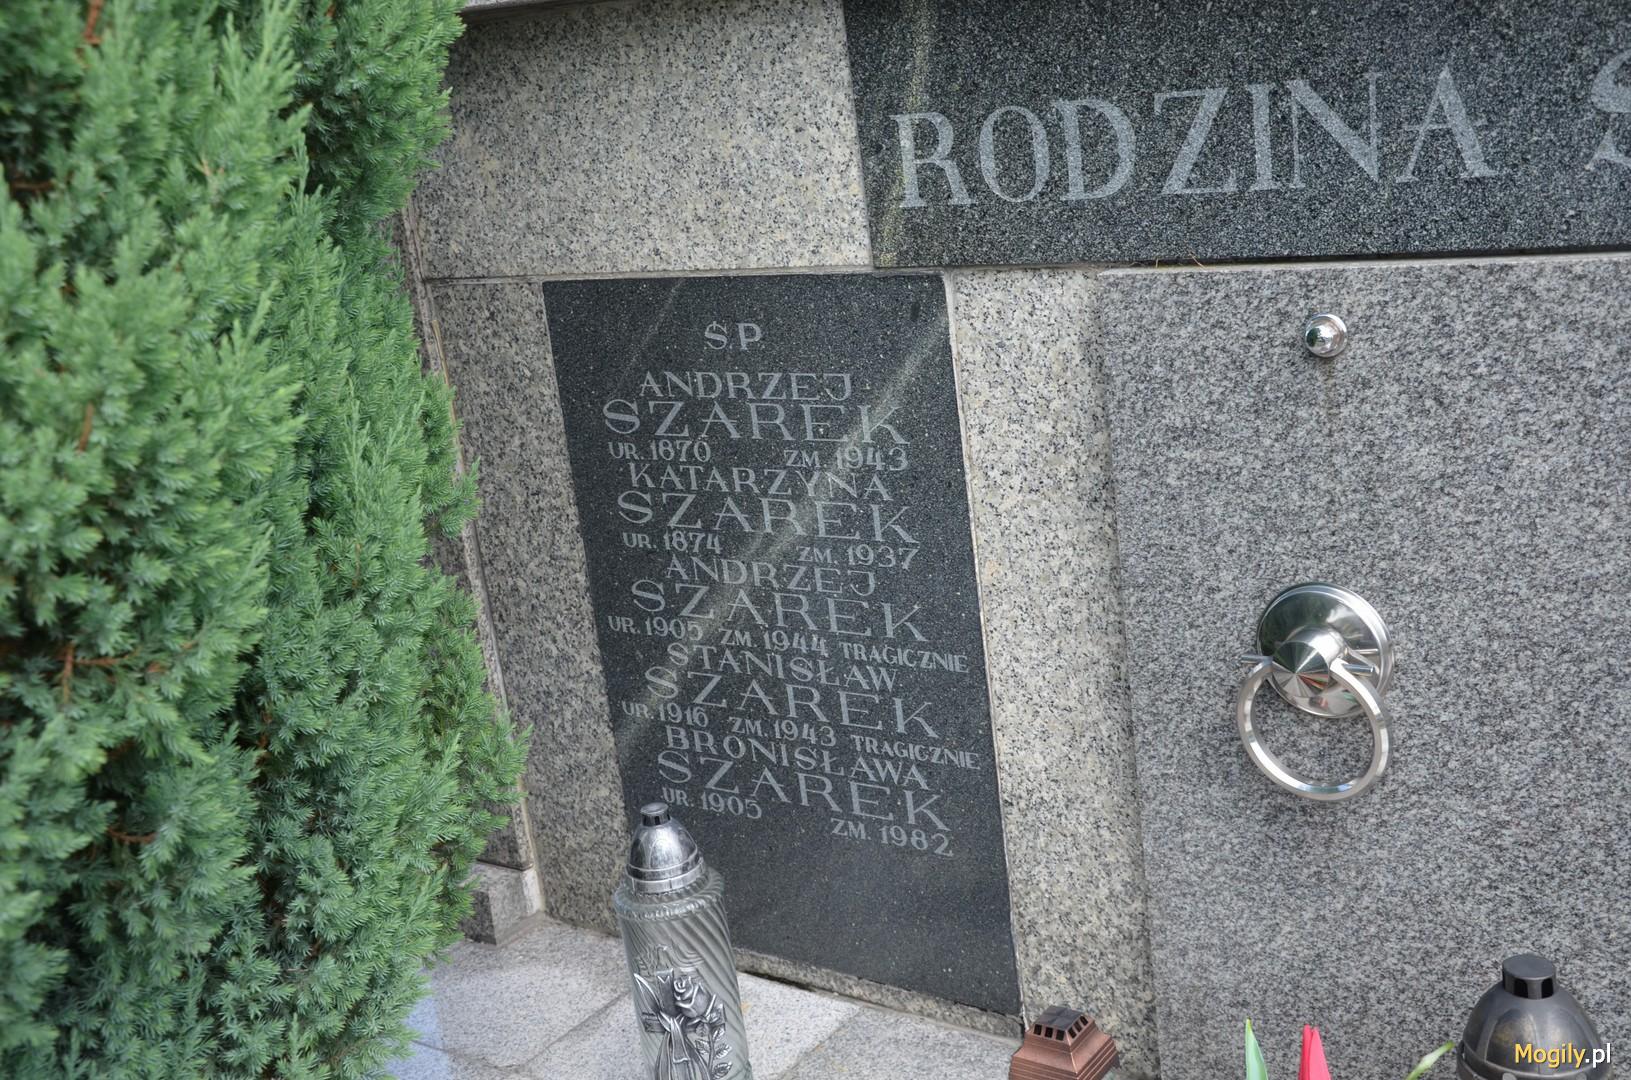 RODZINA
Ś.P
ANDRZEJ
SZAREK
UR. 1870 ZM. 1943
KATARZYNA
SZAREK
UR. 1874 ZM. 1937
ANDRZEJ
SZAREK
UR. 1905 ZM. 1944 TRAGICZNIE
STANISŁAW
SZAREK
UR. 1916 ZM. 1943 TRAGICZNIE
BRONISŁAWA
SZAREK
UR. 1905 ZM. 1982
Mogily.pl